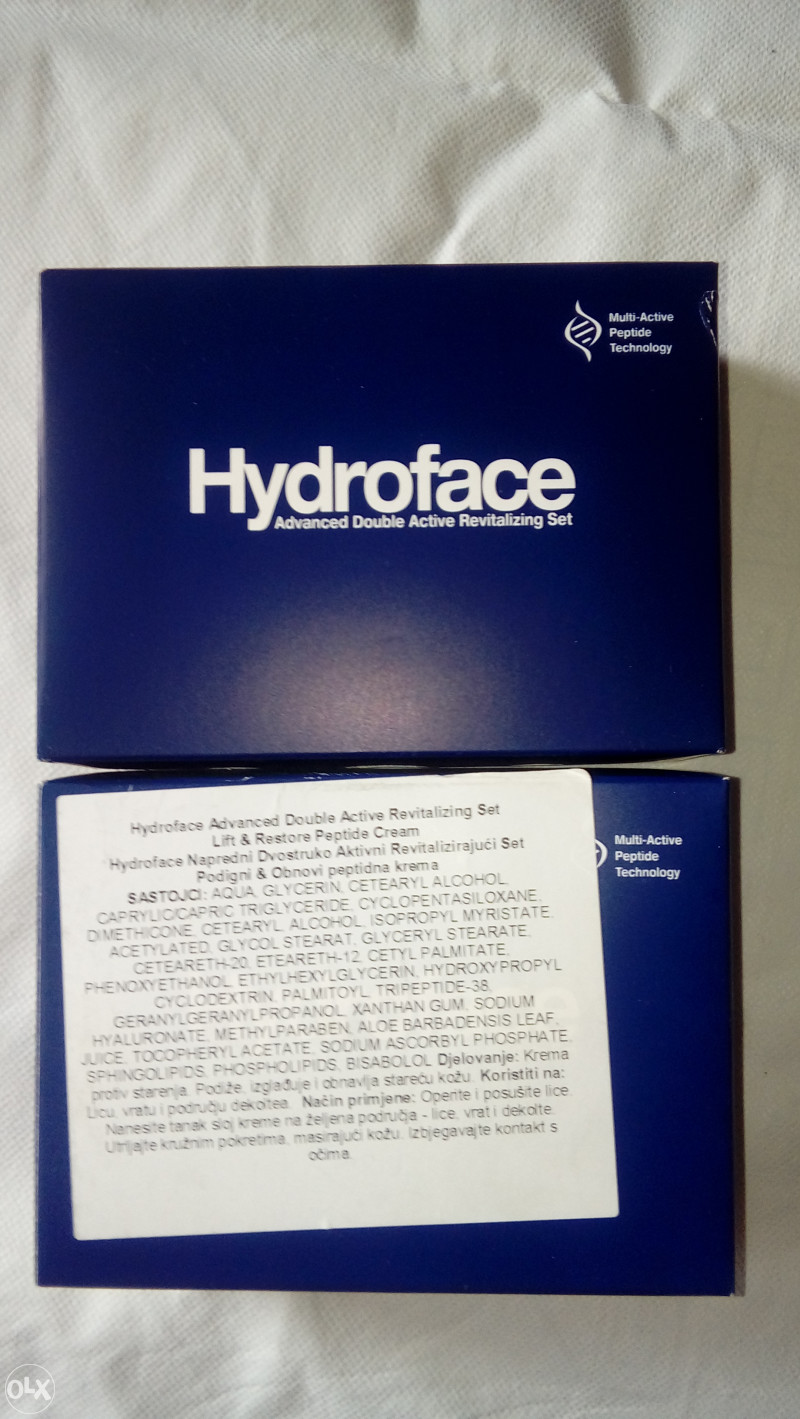 Multi-Active
Peptide
Technology
Hydroface
Advanced Double Active Revitalizing Set
Hydroface Advanced Double Active Revitalizing Set
Lift & Restore Peptide Cream
Hydroface Napredni Dvostruko Aktivni Revitalizirajući Set
Podigni & Obnovi peptidna krema
SASTOJCI: AQUA, GLYCERIN, CETEARYL ALCOHOL,
CAPRYLIC/CAPRIC TRIGLYCERIDE, CYCLOPENTASILOXANE,
DIMETHICONE, CETEARYL, ALCOHOL, ISOPROPYL MYRISTATE,
ACETYLATED, GLYCOL STEARAT, GLYCERYL STEARATE,
CETEARETH-20, ETEARETH-12, CETYL PALMITATE,
PHENOXYETHANOL, ETHYLHEXYLGLYCERIN, HYDROXYPROPYL
CYCLODEXTRIN, PALMITOYL, TRIPEPTIDE-38,
GERANYLGERANYLPROPANOL, XANTHAN GUM, SODIUM
HYALURONATE, METHYLPARABEN, ALOE BARBADENSIS LEAF,
JUICE, TOCOPHERYL ACETATE, SODIUM ASCORBYL PHOSPHATE,
SPHINGOLIPIDS, PHOSPHOLIPIDS, BISABOLOL Djelovanje: Krema
protiv starenja. Podiže, izglađuje i obnavlja stareću kožu. Koristiti na:
Licu, vratu i području dekoltea. Način primjene: Operite i posušite lice.
Nanesite tanak sloj kreme na željena područja - lice, vrat i dekolte.
Utrljajte kružnim pokretima, masirajući kožu. Izbjegavajte kontakt s
očima.
Multi-Active
Peptide
Technology
OLX